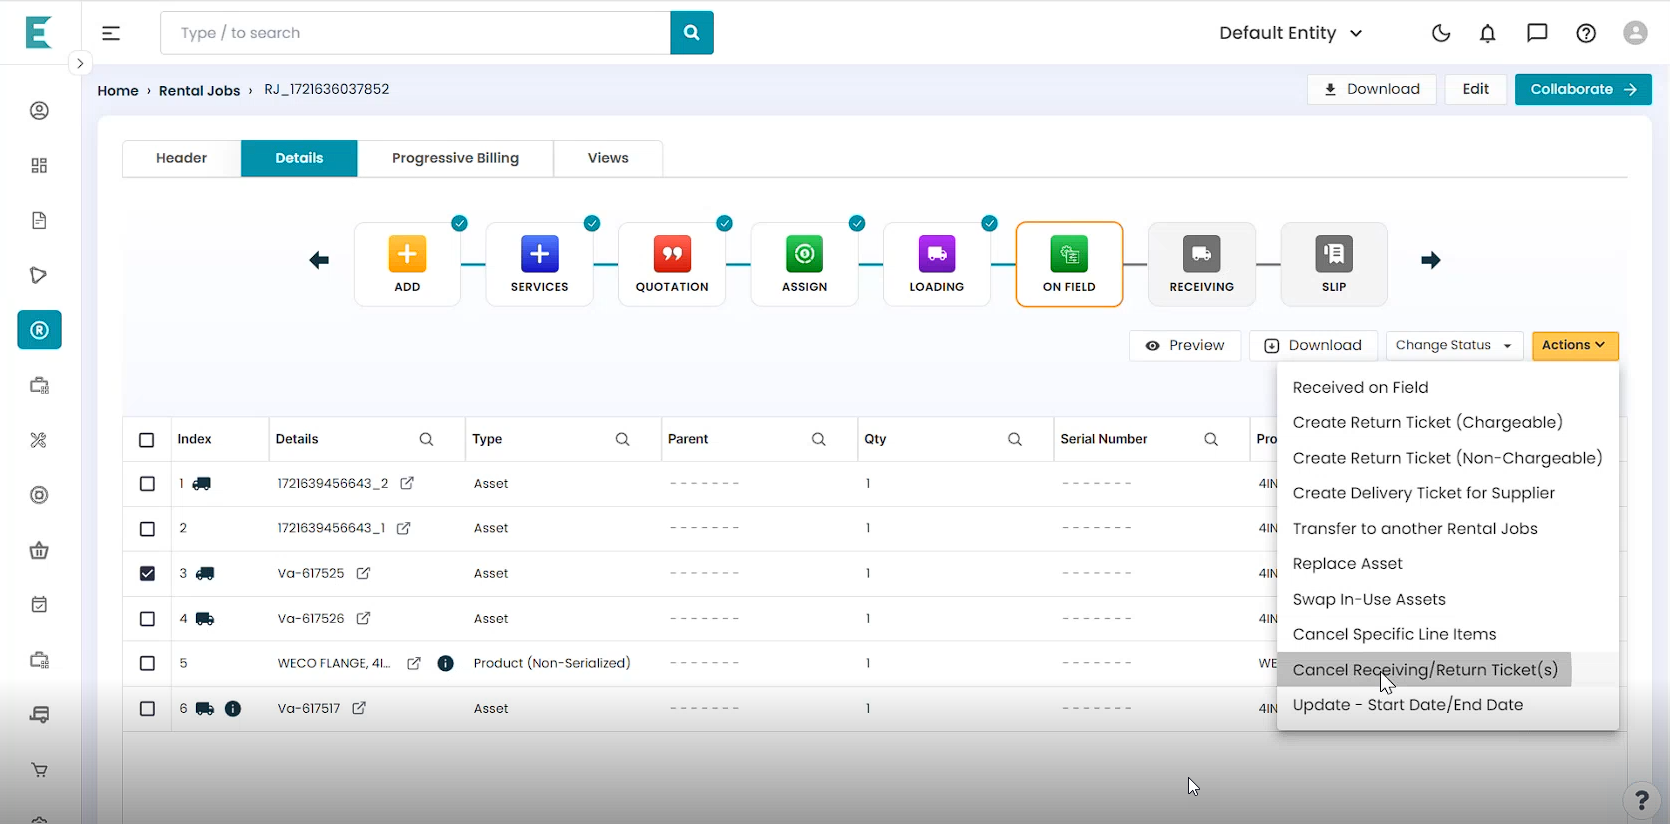 E
Type / to search
Default Entity
Home › Rental Jobs › RJ_1721636037852
Download
Edit
Collaborate
Header
Details
Progressive Billing
Views
ADD
SERVICES
QUOTATION
ASSIGN
LOADING
ON FIELD
RECEIVING
SLIP
Preview
Download
Change Status
Actions
Received on Field
Create Return Ticket (Chargeable)
Create Return Ticket (Non-Chargeable)
Create Delivery Ticket for Supplier
Transfer to another Rental Jobs
Replace Asset
Swap In-Use Assets
Cancel Specific Line Items
Cancel Receiving/Return Ticket(s)
Update - Start Date/End Date
Index Details Type Parent Qty Serial Number Pro
1 1721639456643_2 Asset ------- 1 ------- 4IN
2 1721639456643_1 Asset ------- 1 ------- 4IN
3 Va-617525 Asset ------- 1 ------- 4IN
4 Va-617526 Asset ------- 1 ------- 4IN
5 WECO FLANGE, 4I... Product (Non-Serialized) ------- 1 ------- WE
6 Va-617517 Asset ------- 1 ------- 4IN
?